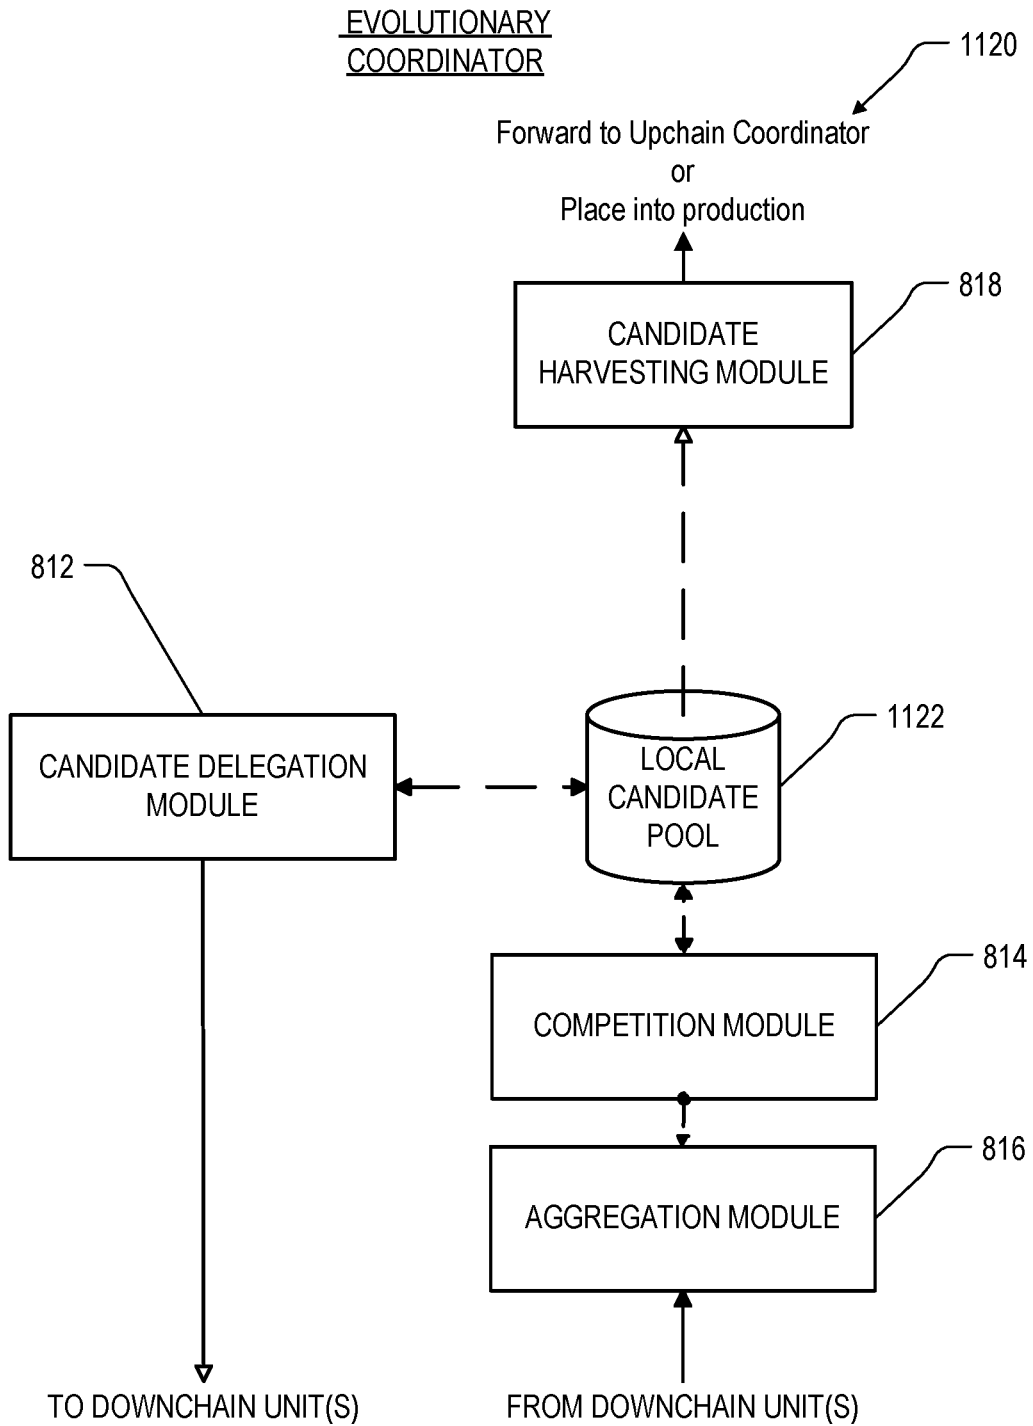 EVOLUTIONARY
COORDINATOR
1120
Forward to Upchain Coordinator
or
Place into production
818
CANDIDATE
HARVESTING MODULE
812
1122
CANDIDATE DELEGATION
MODULE
LOCAL
CANDIDATE
POOL
814
COMPETITION MODULE
816
AGGREGATION MODULE
TO DOWNCHAIN UNIT(S)
FROM DOWNCHAIN UNIT(S)